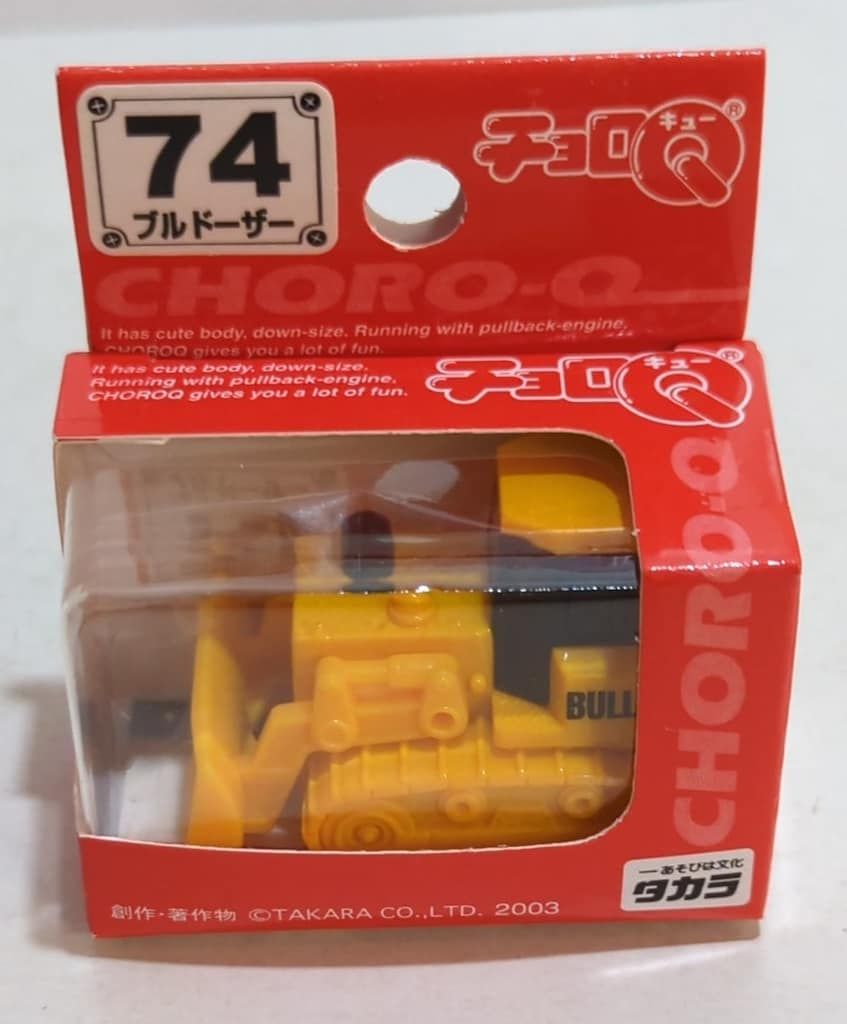 74
ブルドーザー
チョロQ®
キュー
CHORO-Q
It has cute body, down-size. Running with pullback-engine,
CHOROQ gives you a lot of fun.
It has cute body, down-size.
Running with pullback-engine,
CHOROQ gives you a lot of fun.
チョロQ®
キュー
CHORO-Q
BULL
創作・著作物 ©TAKARA CO.,LTD. 2003
ーあそびは文化
タカラ